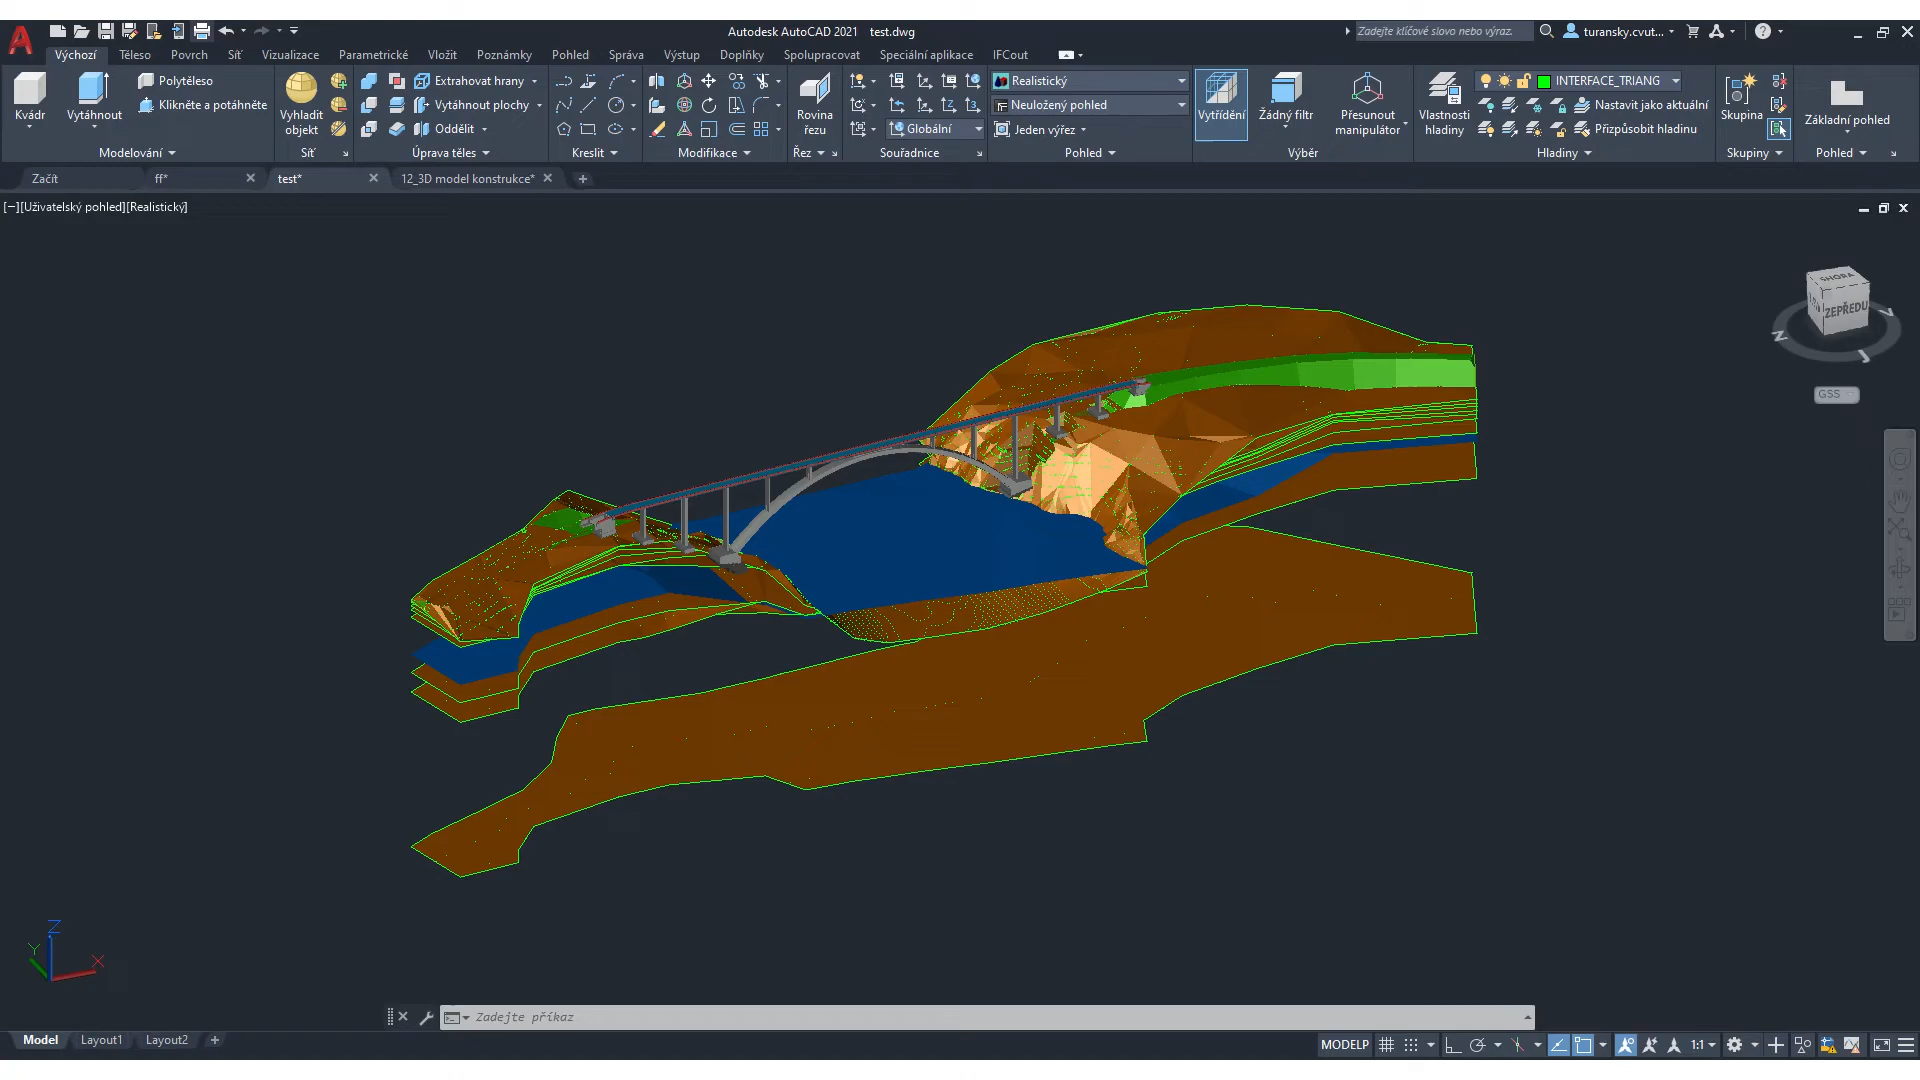 Autodesk AutoCAD 2021 test.dwg
Zadejte klíčové slovo nebo výraz.
turansky.cvut...
Výchozí Těleso Povrch Síť Vizualizace Parametrické Vložit Poznámky Pohled Správa Výstup Doplňky Spolupracovat Speciální aplikace IFCout
Kvádr
Vytáhnout
Polytěleso
Klikněte a potáhněte
Modelování
Vyhladit
objekt
Síť
Extrahovat hrany
Vytáhnout plochy
Oddělit
Úprava těles
Kreslit
Modifikace
Rovina
řezu
Řez
Globální
Souřadnice
Realistický
Neuložený pohled
Jeden výřez
Pohled
Vytřídění
Žádný filtr
Přesunout
manipulátor
Výběr
Vlastnosti
hladiny
INTERFACE_TRIANG
Nastavit jako aktuální
Přizpůsobit hladinu
Hladiny
Skupina
Skupiny
Základní pohled
Pohled
Začít
ff*
test*
12_3D model konstrukce*
[−][Uživatelský pohled][Realistický]
SHORA
ZEPŘEDU
GSS
Z
Y
X
Zadejte příkaz
Model Layout1 Layout2
MODELP
1:1